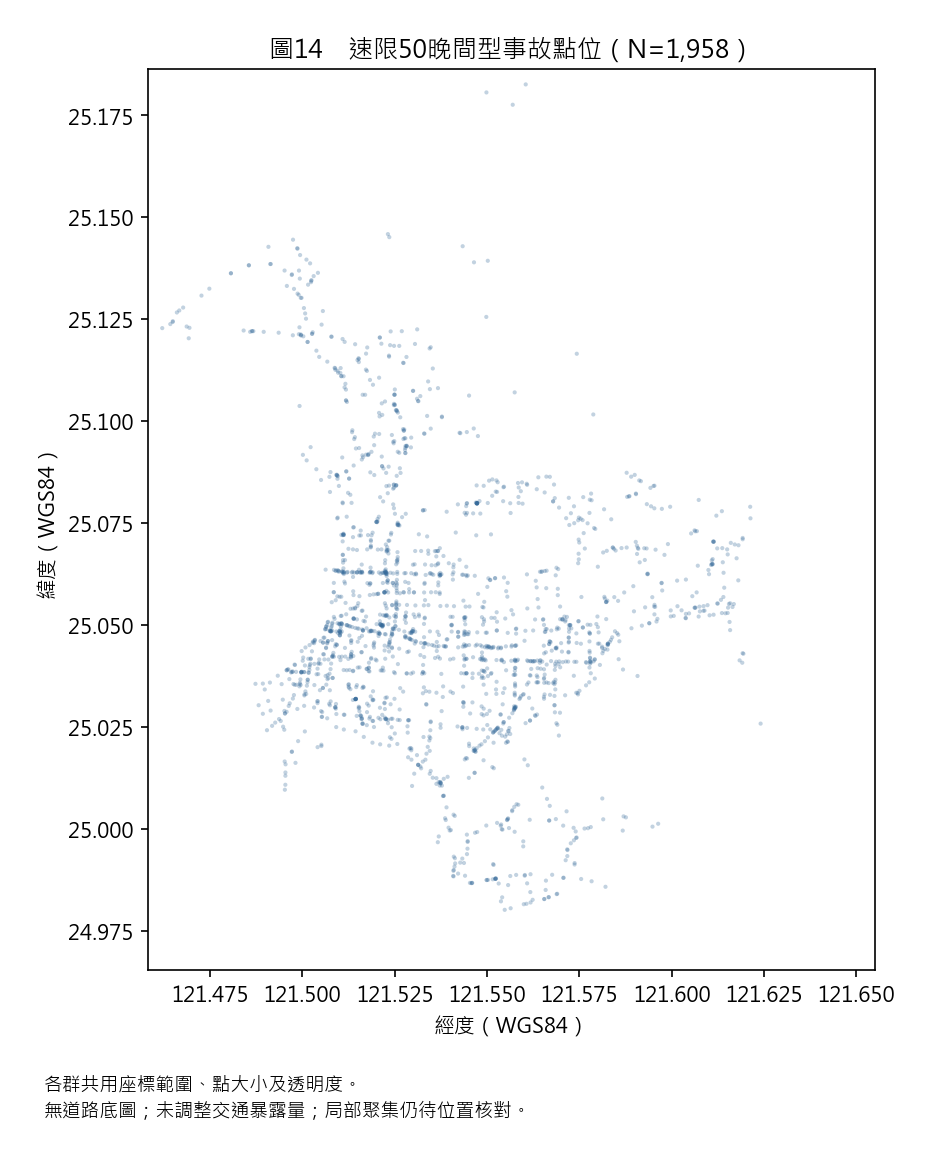 圖14　速限50晚間型事故點位（N=1,958）
25.175
25.150
25.125
25.100
25.075
25.050
25.025
25.000
24.975
緯度（WGS84）
121.475 121.500 121.525 121.550 121.575 121.600 121.625 121.650
經度（WGS84）
各群共用座標範圍、點大小及透明度。
無道路底圖；未調整交通暴露量；局部聚集仍待位置核對。